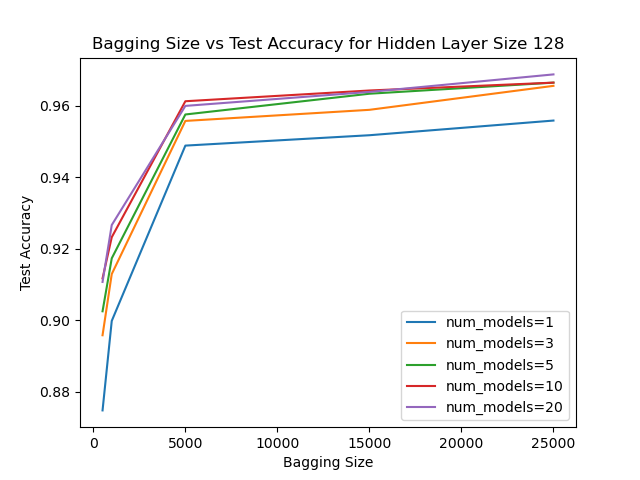 Bagging Size vs Test Accuracy for Hidden Layer Size 128
Test Accuracy
0.96
0.94
0.92
0.90
0.88
num_models=1
num_models=3
num_models=5
num_models=10
num_models=20
0 5000 10000 15000 20000 25000
Bagging Size